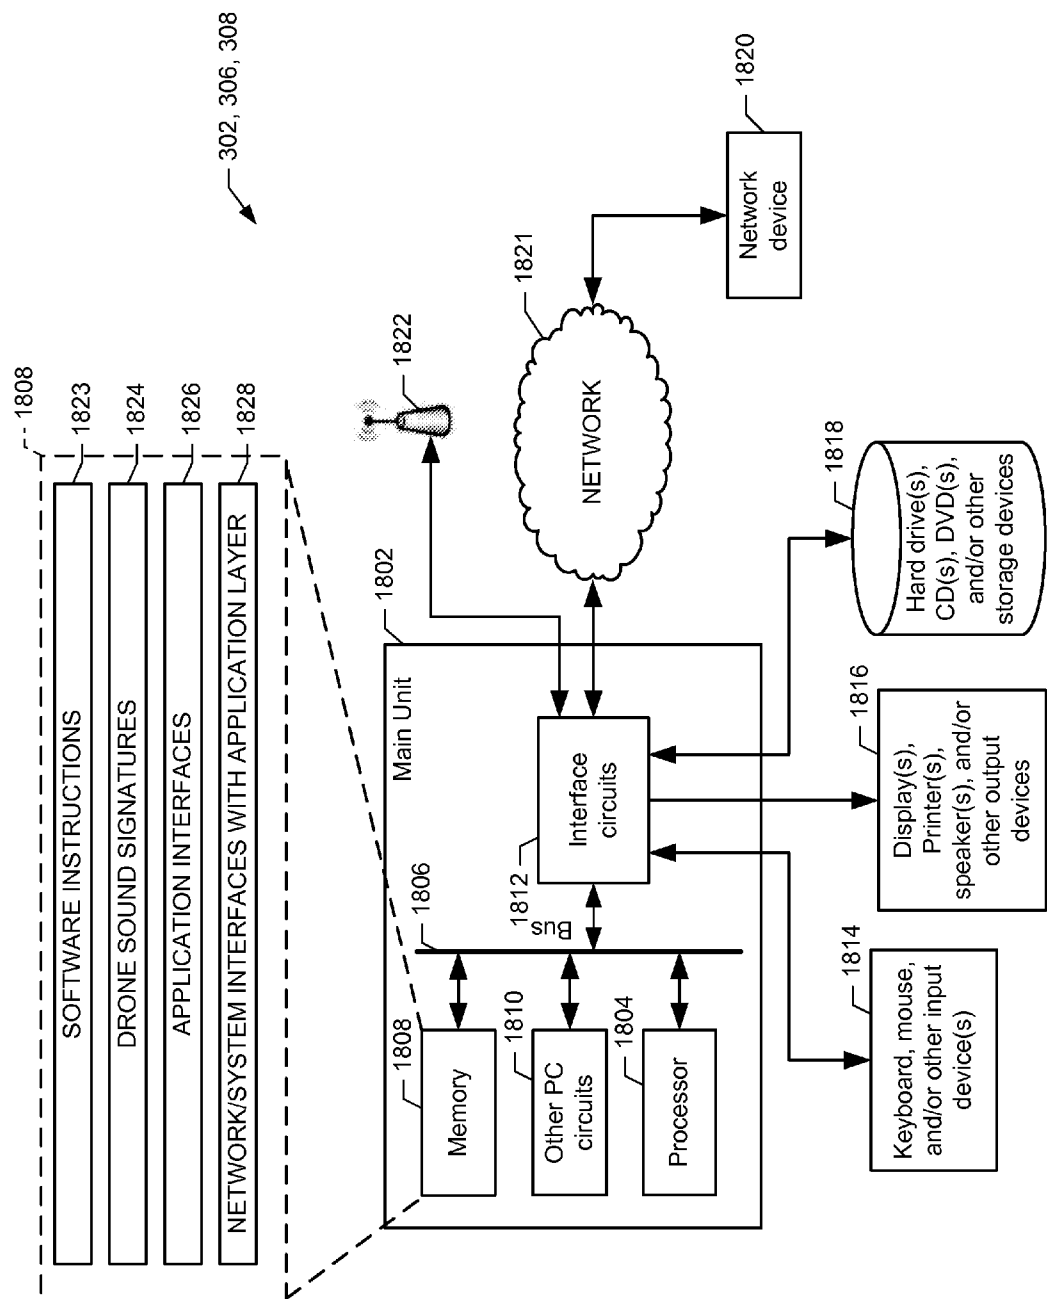 302, 306, 308
1808
SOFTWARE INSTRUCTIONS
1823
DRONE SOUND SIGNATURES
1824
APPLICATION INTERFACES
1826
NETWORK/SYSTEM INTERFACES WITH APPLICATION LAYER
1828
1822
1802
Main Unit
1808
Memory
1810
Other PC
circuits
1804
Processor
1806
Bus
1812
Interface
circuits
1821
NETWORK
1820
Network
device
1814
Keyboard, mouse,
and/or other input
device(s)
1816
Display(s),
Printer(s),
speaker(s), and/or
other output
devices
1818
Hard drive(s),
CD(s), DVD(s),
and/or other
storage devices